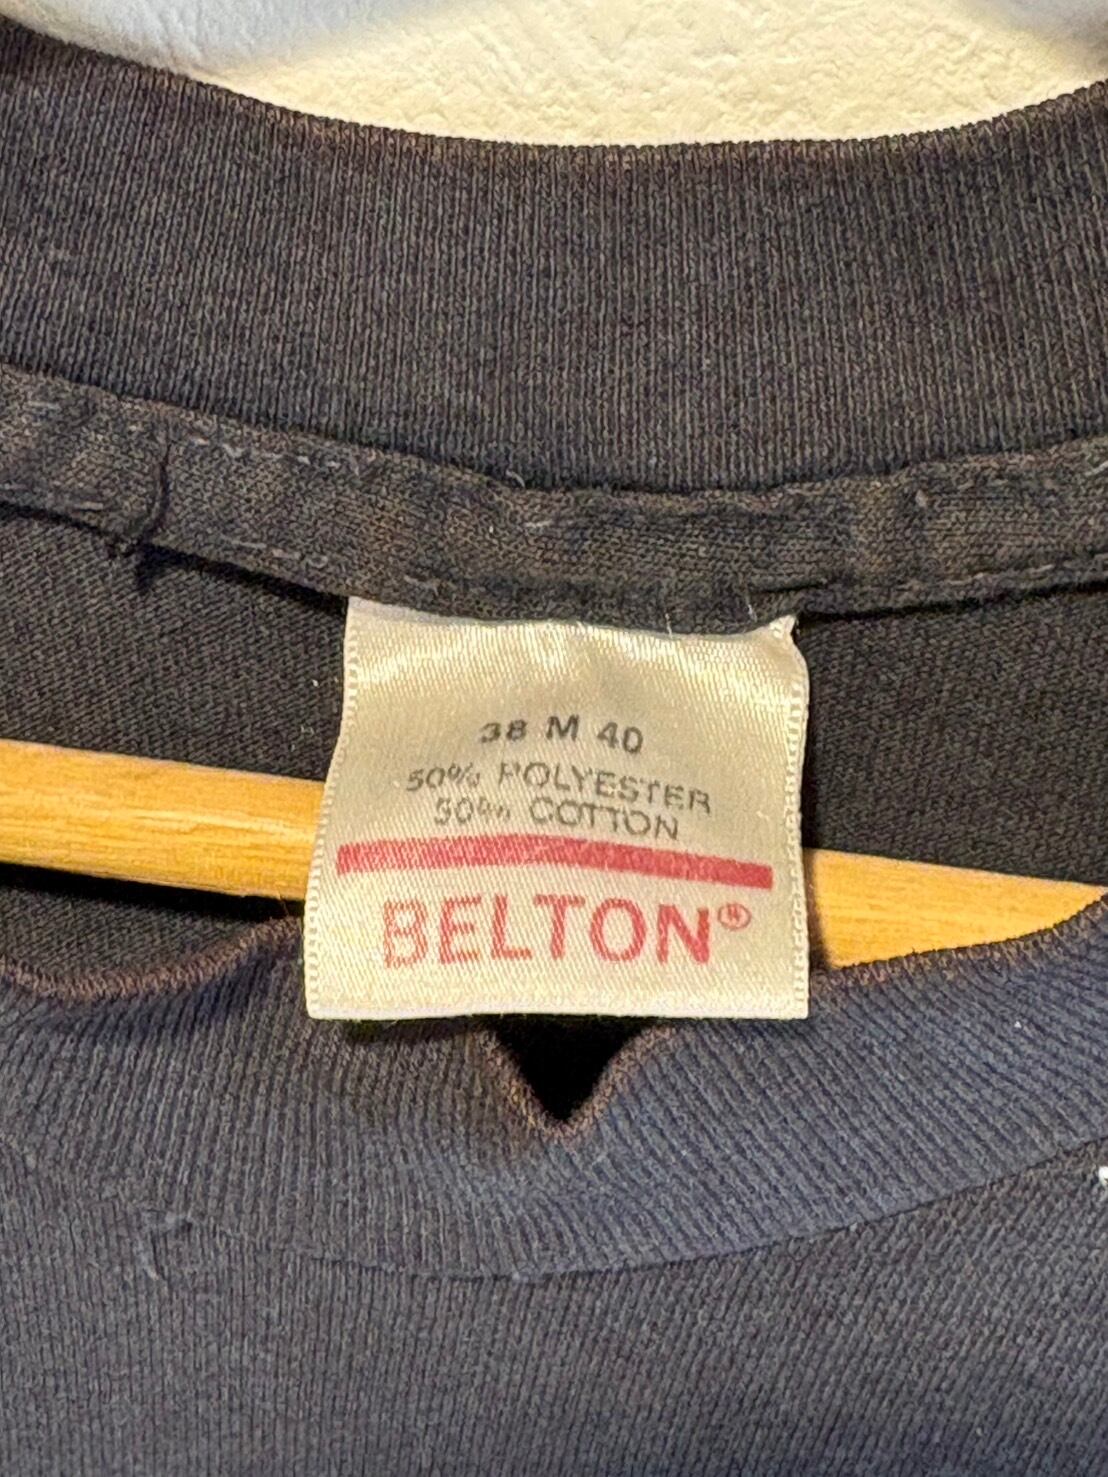 38 M 40
50% POLYESTER
50% COTTON
BELTON®